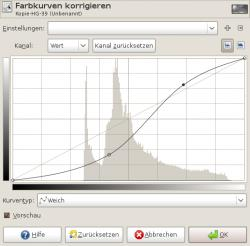 Farbkurven korrigieren
Kopie-HG-39 (Unbenannt)
Einstellungen:
Kanal: Wert Kanal zurücksetzen
Kurventyp: Weich
Vorschau
Hilfe Zurücksetzen Abbrechen OK